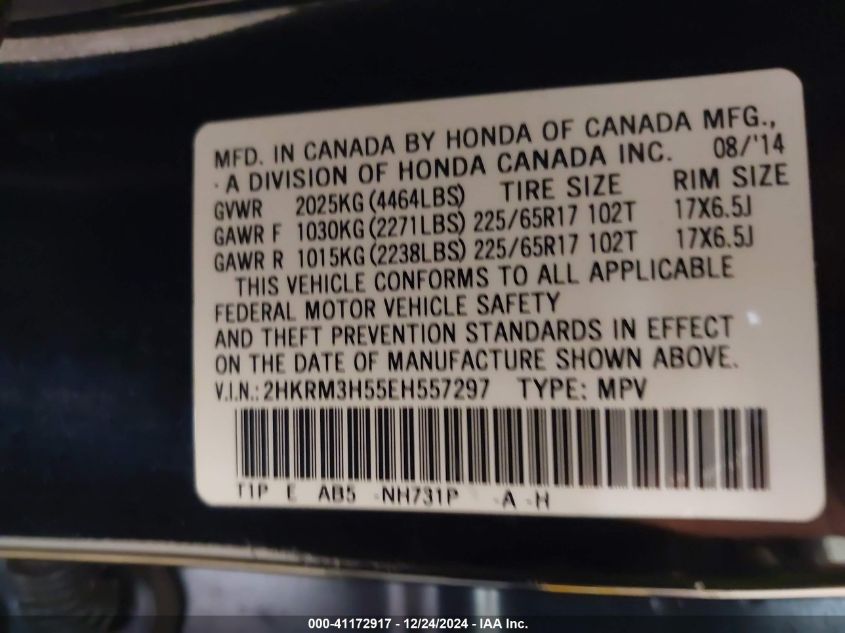 MFD. IN CANADA BY HONDA OF CANADA MFG.,
· A DIVISION OF HONDA CANADA INC. 08/'14
GVWR 2025KG (4464LBS) TIRE SIZE RIM SIZE
GAWR F 1030KG (2271LBS) 225/65R17 102T 17X6.5J
GAWR R 1015KG (2238LBS) 225/65R17 102T 17X6.5J
THIS VEHICLE CONFORMS TO ALL APPLICABLE
FEDERAL MOTOR VEHICLE SAFETY
AND THEFT PREVENTION STANDARDS IN EFFECT
ON THE DATE OF MANUFACTURE SHOWN ABOVE.
V.I.N.: 2HKRM3H55EH557297 TYPE: MPV
T1P E AB5 -NH731P -A -H
000-41172917 / 12/24/2024 - IAA Inc.